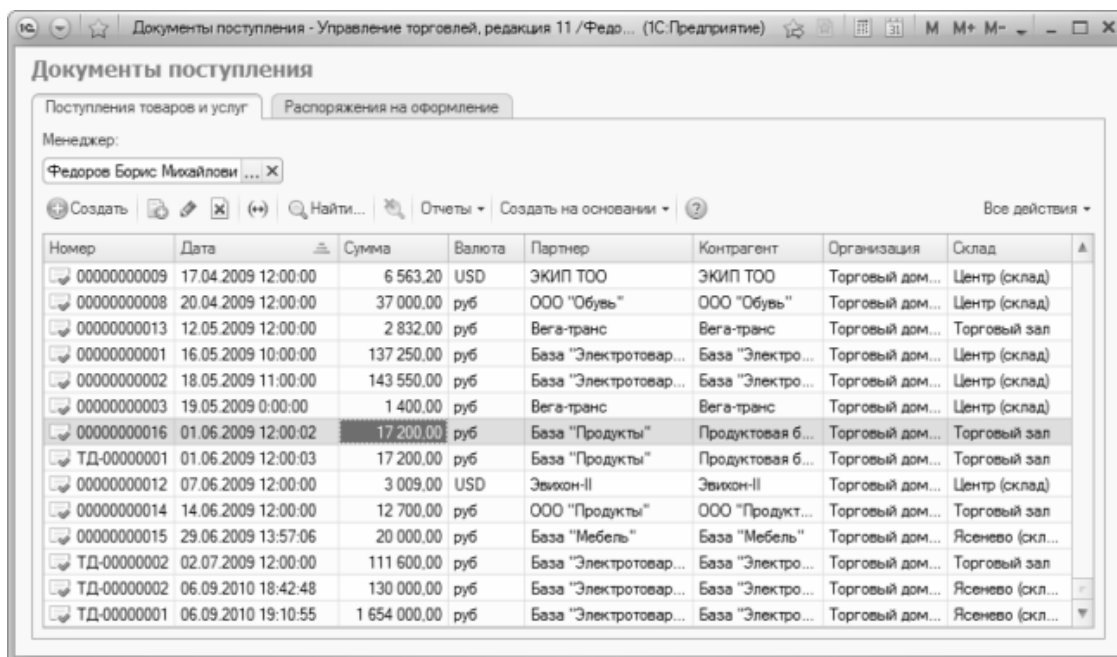 1С Документы поступления - Управление торговлей, редакция 11 /Федо... (1С:Предприятие) 31 M M+ M-
Документы поступления
Поступления товаров и услуг Распоряжения на оформление
Менеджер:
Федоров Борис Михайлови ...
Создать Найти... Отчеты Создать на основании Все действия
Номер Дата Сумма Валюта Партнер Контрагент Организация Склад
00000000009 17.04.2009 12:00:00 6 563,20 USD ЭКИП ТОО ЭКИП ТОО Торговый дом... Центр (склад)
00000000008 20.04.2009 12:00:00 37 000,00 руб ООО "Обувь" ООО "Обувь" Торговый дом... Центр (склад)
00000000013 12.05.2009 12:00:00 2 832,00 руб Вега-транс Вега-транс Торговый дом... Торговый зал
00000000001 16.05.2009 10:00:00 137 250,00 руб База "Электротовар... База "Электро... Торговый дом... Центр (склад)
00000000002 18.05.2009 11:00:00 143 550,00 руб База "Электротовар... База "Электро... Торговый дом... Центр (склад)
00000000003 19.05.2009 0:00:00 1 400,00 руб Вега-транс Вега-транс Торговый дом... Центр (склад)
00000000016 01.06.2009 12:00:02 17 200,00 руб База "Продукты" Продуктовая б... Торговый дом... Торговый зал
ТД-00000001 01.06.2009 12:00:03 17 200,00 руб База "Продукты" Продуктовая б... Торговый дом... Торговый зал
00000000012 07.06.2009 12:00:00 3 009,00 USD Эвихон-II Эвихон-II Торговый дом... Центр (склад)
00000000014 14.06.2009 12:00:00 12 700,00 руб ООО "Продукты" ООО "Продукт... Торговый дом... Торговый зал
00000000015 29.06.2009 13:57:06 20 000,00 руб База "Мебель" База "Мебель" Торговый дом... Ясенево (скл...
ТД-00000002 02.07.2009 12:00:00 111 600,00 руб База "Электротовар... База "Электро... Торговый дом... Торговый зал
ТД-00000002 06.09.2010 18:42:48 130 000,00 руб База "Электротовар... База "Электро... Торговый дом... Ясенево (скл...
ТД-00000001 06.09.2010 19:10:55 1 654 000,00 руб База "Электротовар... База "Электро... Торговый дом... Ясенево (скл...